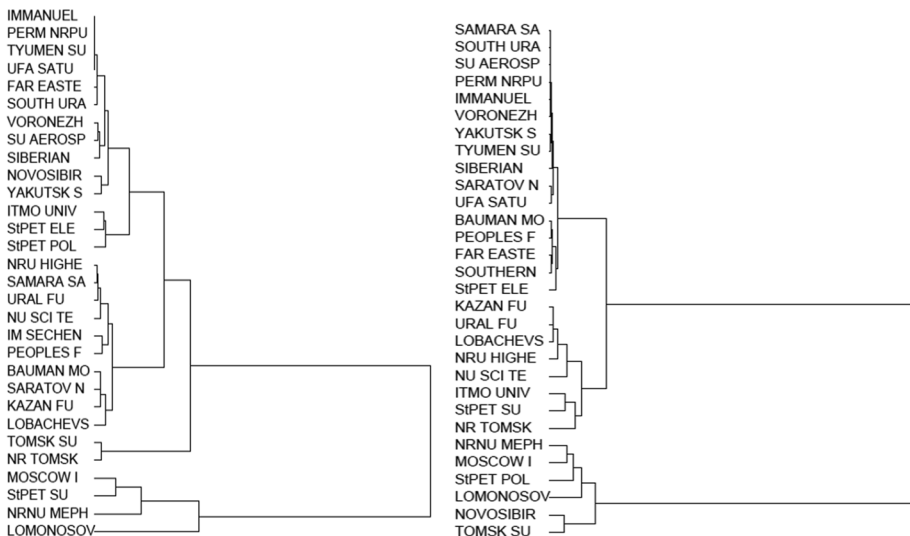 IMMANUEL
PERM NRPU
TYUMEN SU
UFA SATU
FAR EASTE
SOUTH URA
VORONEZH
SU AEROSP
SIBERIAN
NOVOSIBIR
YAKUTSK S
ITMO UNIV
StPET ELE
StPET POL
NRU HIGHE
SAMARA SA
URAL FU
NU SCI TE
IM SECHEN
PEOPLES F
BAUMAN MO
SARATOV N
KAZAN FU
LOBACHEVS
TOMSK SU
NR TOMSK
MOSCOW I
StPET SU
NRNU MEPH
LOMONOSOV
SAMARA SA
SOUTH URA
SU AEROSP
PERM NRPU
IMMANUEL
VORONEZH
YAKUTSK S
TYUMEN SU
SIBERIAN
SARATOV N
UFA SATU
BAUMAN MO
PEOPLES F
FAR EASTE
SOUTHERN
StPET ELE
KAZAN FU
URAL FU
LOBACHEVS
NRU HIGHE
NU SCI TE
ITMO UNIV
StPET SU
NR TOMSK
NRNU MEPH
MOSCOW I
StPET POL
LOMONOSOV
NOVOSIBIR
TOMSK SU